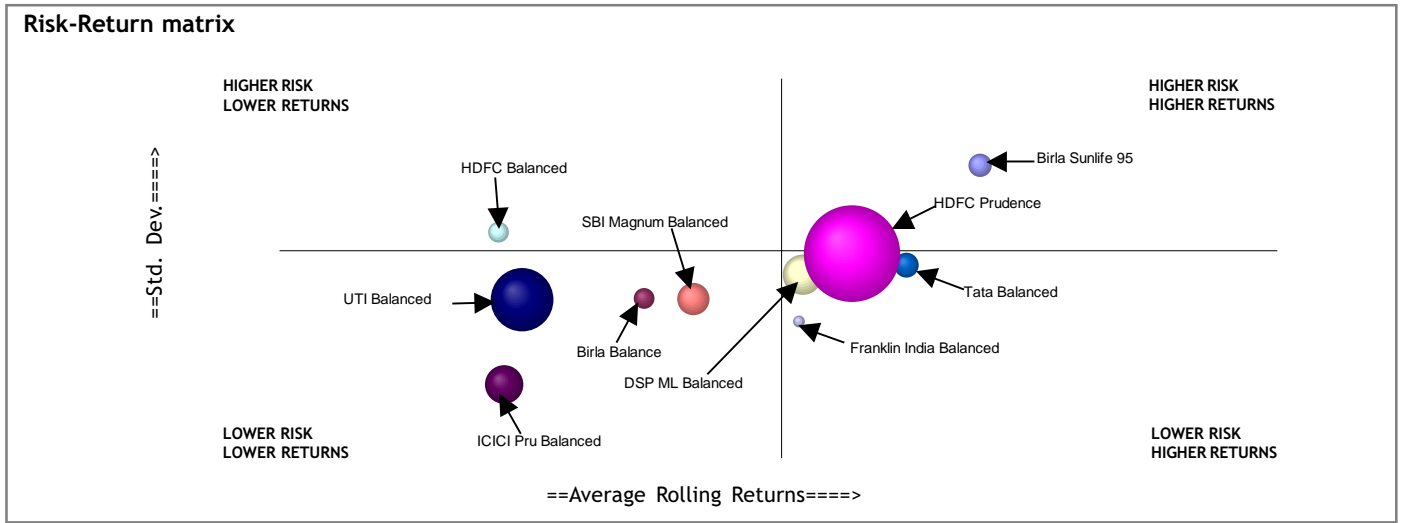 Risk-Return matrix
HIGHER RISK
LOWER RETURNS
HIGHER RISK
HIGHER RETURNS
==Std. Dev.=====>
HDFC Balanced
Birla Sunlife 95
SBI Magnum Balanced
HDFC Prudence
UTI Balanced
Tata Balanced
Birla Balance
Franklin India Balanced
DSP ML Balanced
ICICI Pru Balanced
LOWER RISK
LOWER RETURNS
LOWER RISK
HIGHER RETURNS
==Average Rolling Returns====>